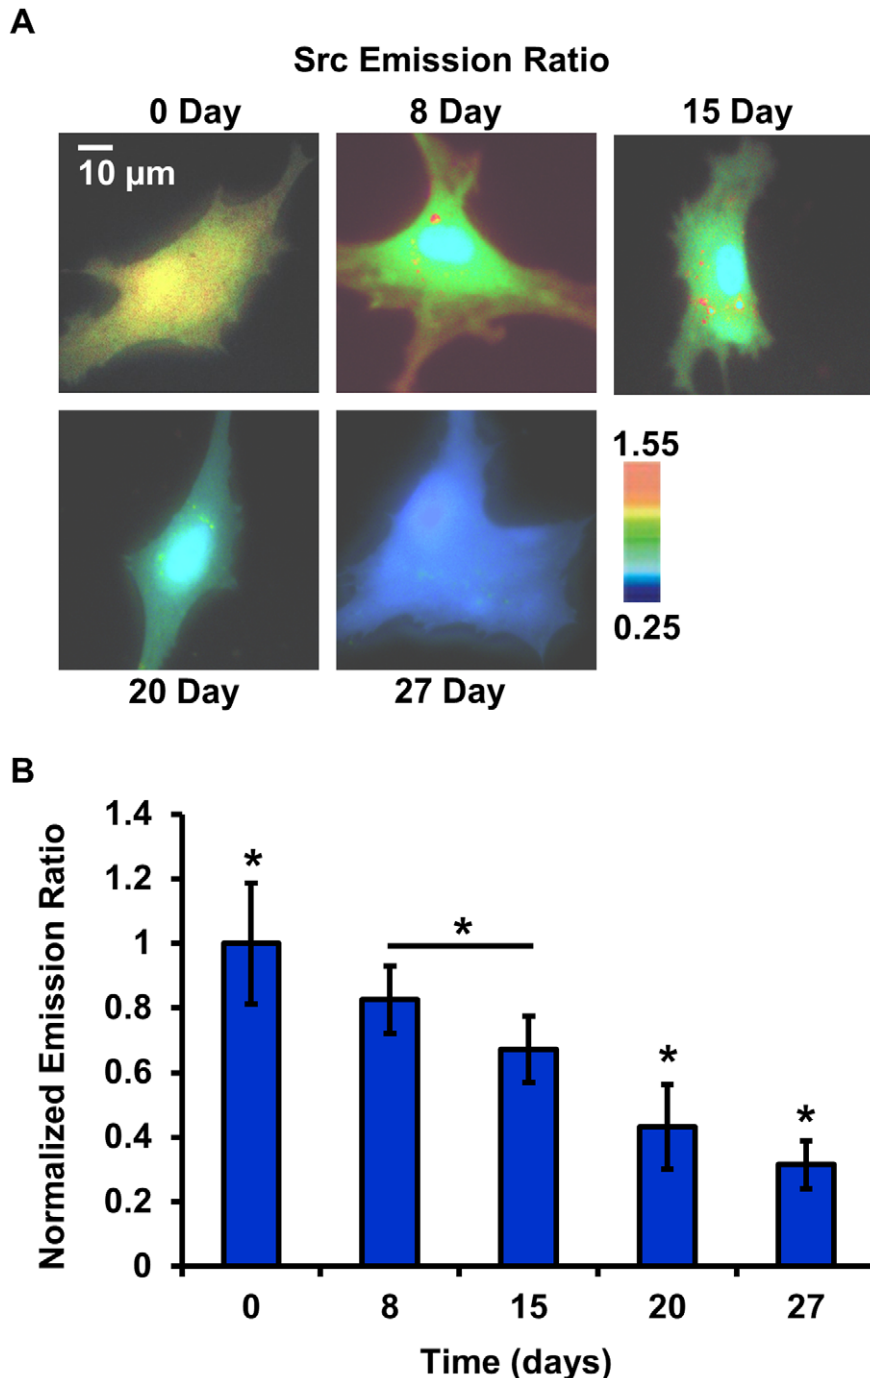 A
Src Emission Ratio
0 Day 8 Day 15 Day
10 μm
1.55
0.25
20 Day 27 Day
B
Normalized Emission Ratio
1.4
1.2
1
0.8
0.6
0.4
0.2
0
*
*
*
*
0 8 15 20 27
Time (days)